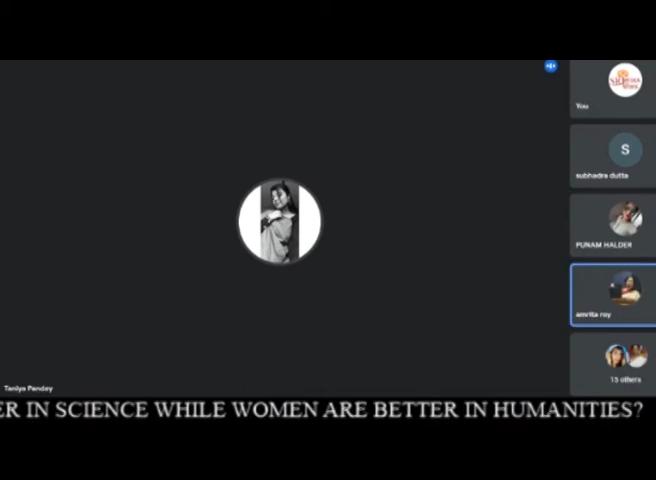 You
S
subhadra dutta
PUNAM HALDER
amrita roy
15 others
Taniya Panday
ER IN SCIENCE WHILE WOMEN ARE BETTER IN HUMANITIES?